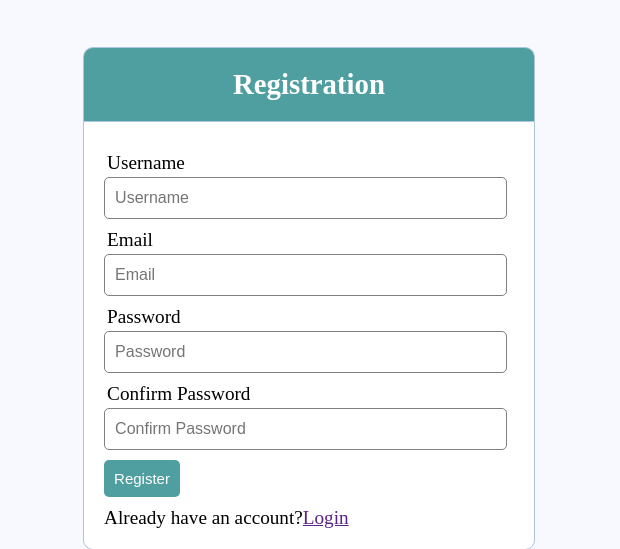 Registration
Username
Username
Email
Email
Password
Password
Confirm Password
Confirm Password
Register
Already have an account?Login